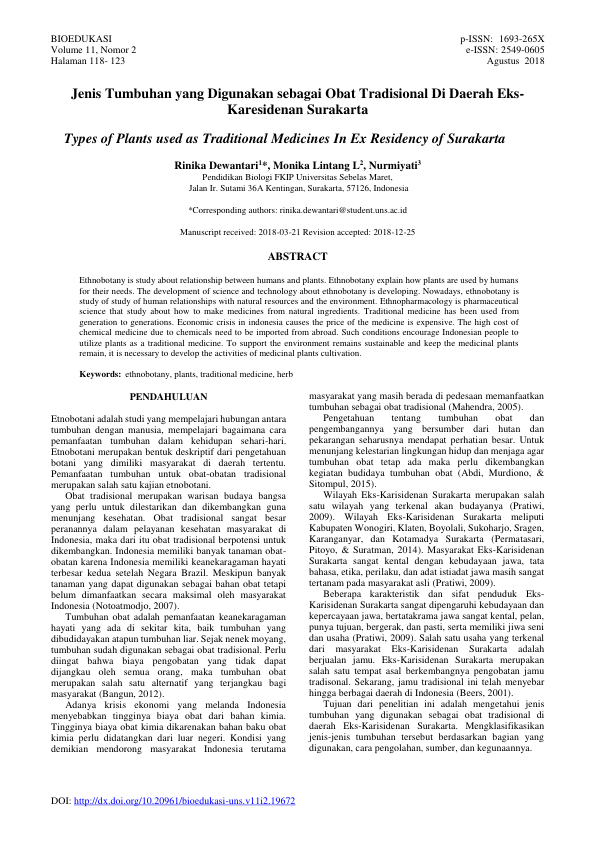 BIOEDUKASI
Volume 11, Nomor 2
Halaman 118- 123
p-ISSN: 1693-265X
e-ISSN: 2549-0605
Agustus 2018
Jenis Tumbuhan yang Digunakan sebagai Obat Tradisional Di Daerah Eks-
Karesidenan Surakarta
Types of Plants used as Traditional Medicines In Ex Residency of Surakarta
Rinika Dewantari1*, Monika Lintang L2, Nurmiyati3
Pendidikan Biologi FKIP Universitas Sebelas Maret,
Jalan Ir. Sutami 36A Kentingan, Surakarta, 57126, Indonesia
*Corresponding authors: rinika.dewantari@student.uns.ac.id
Manuscript received: 2018-03-21 Revision accepted: 2018-12-25
ABSTRACT
Ethnobotany is study about relationship between humans and plants. Ethnobotany explain how plants are used by humans
for their needs. The development of science and technology about ethnobotany is developing. Nowadays, ethnobotany is
study of study of human relationships with natural resources and the environment. Ethnopharmacology is pharmaceutical
science that study about how to make medicines from natural ingredients. Traditional medicine has been used from
generation to generations. Economic crisis in indonesia causes the price of the medicine is expensive. The high cost of
chemical medicine due to chemicals need to be imported from abroad. Such conditions encourage Indonesian people to
utilize plants as a traditional medicine. To support the environment remains sustainable and keep the medicinal plants
remain, it is necessary to develop the activities of medicinal plants cultivation.
Keywords: ethnobotany, plants, traditional medicine, herb
PENDAHULUAN
Etnobotani adalah studi yang mempelajari hubungan antara
tumbuhan dengan manusia, mempelajari bagaimana cara
pemanfaatan tumbuhan dalam kehidupan sehari-hari.
Etnobotani merupakan bentuk deskriptif dari pengetahuan
botani yang dimiliki masyarakat di daerah tertentu.
Pemanfaatan tumbuhan untuk obat-obatan tradisional
merupakan salah satu kajian etnobotani.
Obat tradisional merupakan warisan budaya bangsa
yang perlu untuk dilestarikan dan dikembangkan guna
menunjang kesehatan. Obat tradisional sangat besar
peranannya dalam pelayanan kesehatan masyarakat di
Indonesia, maka dari itu obat tradisional berpotensi untuk
dikembangkan. Indonesia memiliki banyak tanaman obat-
obatan karena Indonesia memiliki keanekaragaman hayati
terbesar kedua setelah Negara Brazil. Meskipun banyak
tanaman yang dapat digunakan sebagai bahan obat tetapi
belum dimanfaatkan secara maksimal oleh masyarakat
Indonesia (Notoatmodjo, 2007).
Tumbuhan obat adalah pemanfaatan keanekaragaman
hayati yang ada di sekitar kita, baik tumbuhan yang
dibudidayakan atapun tumbuhan liar. Sejak nenek moyang,
tumbuhan sudah digunakan sebagai obat tradisional. Perlu
diingat bahwa biaya pengobatan yang tidak dapat
dijangkau oleh semua orang, maka tumbuhan obat
merupakan salah satu alternatif yang terjangkau bagi
masyarakat (Bangun, 2012).
Adanya krisis ekonomi yang melanda Indonesia
menyebabkan tingginya biaya obat dari bahan kimia.
Tingginya biaya obat kimia dikarenakan bahan baku obat
kimia perlu didatangkan dari luar negeri. Kondisi yang
demikian mendorong masyarakat Indonesia terutama
masyarakat yang masih berada di pedesaan memanfaatkan
tumbuhan sebagai obat tradisional (Mahendra, 2005).
Pengetahuan tentang tumbuhan obat dan
pengembangannya yang bersumber dari hutan dan
pekarangan seharusnya mendapat perhatian besar. Untuk
menunjang kelestarian lingkungan hidup dan menjaga agar
tumbuhan obat tetap ada maka perlu dikembangkan
kegiatan budidaya tumbuhan obat (Abdi, Murdiono, &
Sitompul, 2015).
Wilayah Eks-Karisidenan Surakarta merupakan salah
satu wilayah yang terkenal akan budayanya (Pratiwi,
2009). Wilayah Eks-Karisidenan Surakarta meliputi
Kabupaten Wonogiri, Klaten, Boyolali, Sukoharjo, Sragen,
Karanganyar, dan Kotamadya Surakarta (Permatasari,
Pitoyo, & Suratman, 2014). Masyarakat Eks-Karisidenan
Surakarta sangat kental dengan kebudayaan jawa, tata
bahasa, etika, perilaku, dan adat istiadat jawa masih sangat
tertanam pada masyarakat asli (Pratiwi, 2009).
Beberapa karakteristik dan sifat penduduk Eks-
Karisidenan Surakarta sangat dipengaruhi kebudayaan dan
kepercayaan jawa, bertatakrama jawa sangat kental, pelan,
punya tujuan, bergerak, dan pasti, serta memiliki jiwa seni
dan usaha (Pratiwi, 2009). Salah satu usaha yang terkenal
dari masyarakat Eks-Karisidenan Surakarta adalah
berjualan jamu. Eks-Karisidenan Surakarta merupakan
salah satu tempat asal berkembangnya pengobatan jamu
tradisonal. Sekarang, jamu tradisional ini telah menyebar
hingga berbagai daerah di Indonesia (Beers, 2001).
Tujuan dari penelitian ini adalah mengetahui jenis
tumbuhan yang digunakan sebagai obat tradisional di
daerah Eks-Karisidenan Surakarta. Mengklasifikasikan
jenis-jenis tumbuhan tersebut berdasarkan bagian yang
digunakan, cara pengolahan, sumber, dan kegunaannya.
DOI: http://dx.doi.org/10.20961/bioedukasi-uns.v11i2.19672